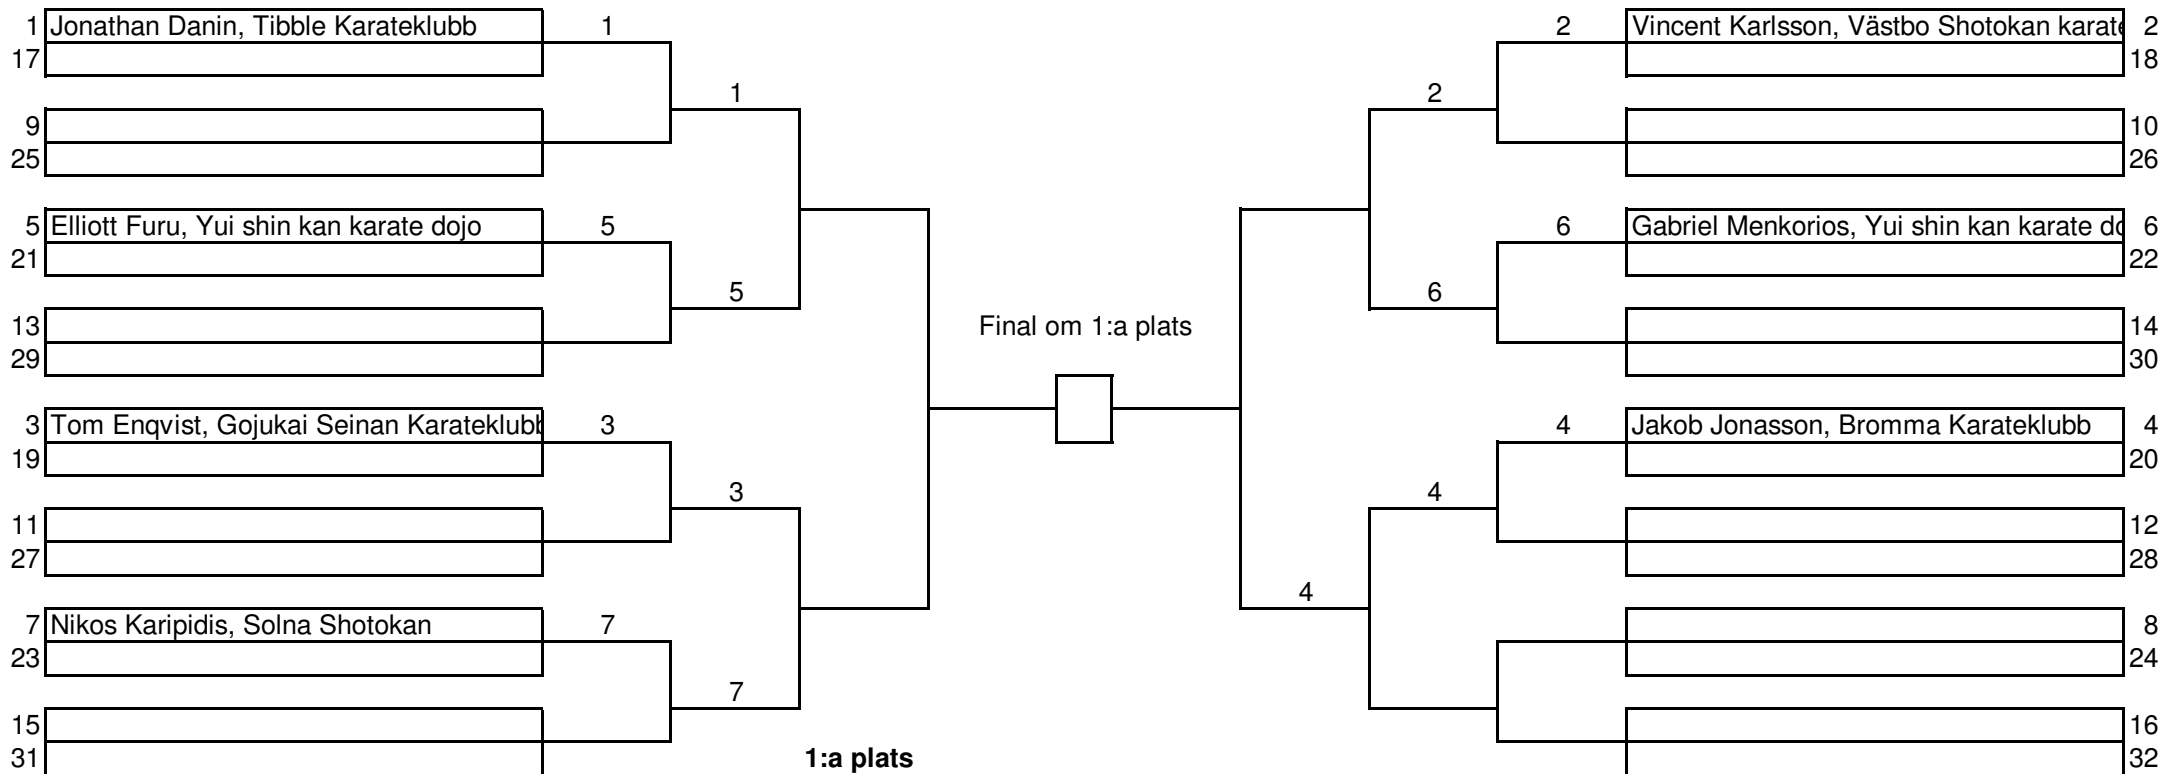 1 Jonathan Danin, Tibble Karateklubb 1 2 Vincent Karlsson, Västbo Shotokan karate 2
17 18
1 2
9 10
25 26
5 Elliott Furu, Yui shin kan karate dojo 5 6 Gabriel Menkorios, Yui shin kan karate do 6
21 22
5 6
13 Final om 1:a plats 14
29 30
3 Tom Enqvist, Gojukai Seinan Karateklubb 3 4 Jakob Jonasson, Bromma Karateklubb 4
19 20
3 4
11 12
27 28
4
7 Nikos Karipidis, Solna Shotokan 7 8
23 24
7
15 16
31 1:a plats 32